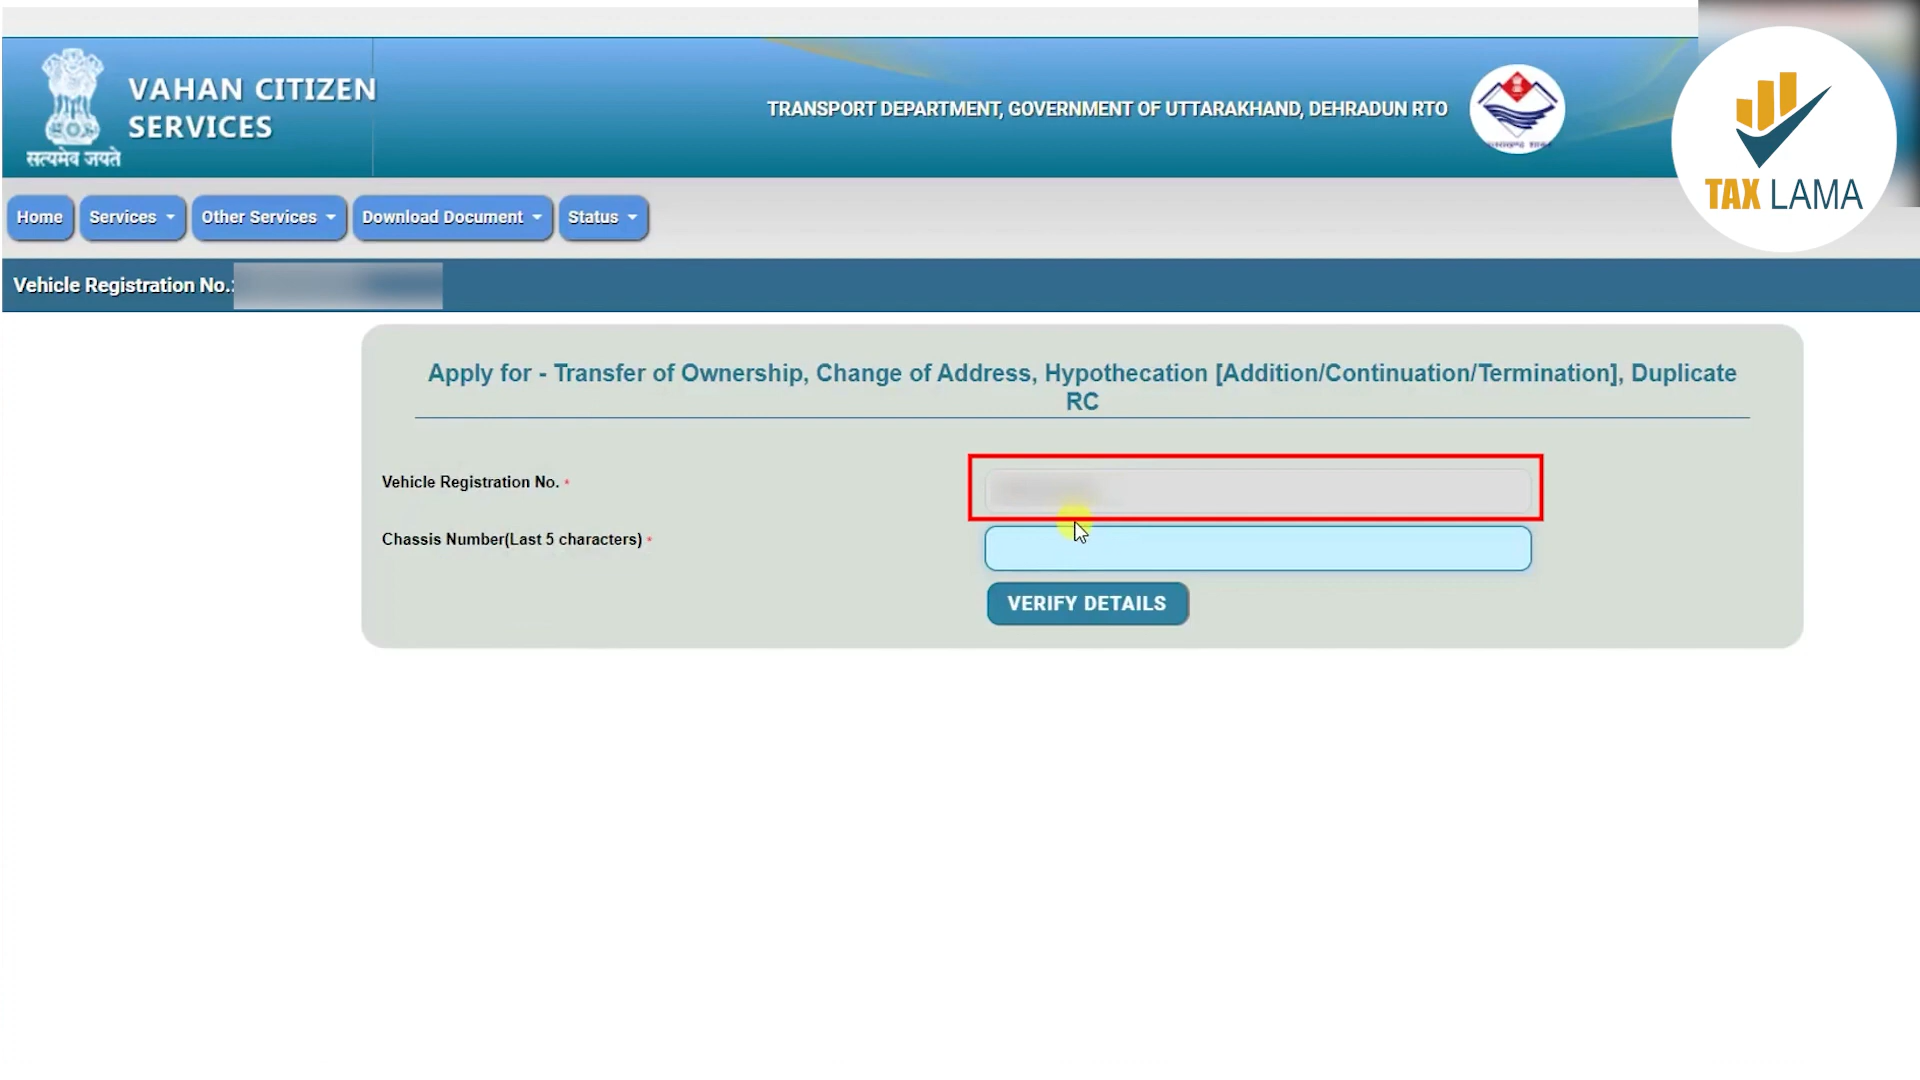 VAHAN CITIZEN
SERVICES
सत्यमेव जयते
TRANSPORT DEPARTMENT, GOVERNMENT OF UTTARAKHAND, DEHRADUN RTO
TAX LAMA
Home Services Other Services Download Document Status
Vehicle Registration No.:
Apply for - Transfer of Ownership, Change of Address, Hypothecation [Addition/Continuation/Termination], Duplicate
RC
Vehicle Registration No. *
Chassis Number(Last 5 characters) *
VERIFY DETAILS